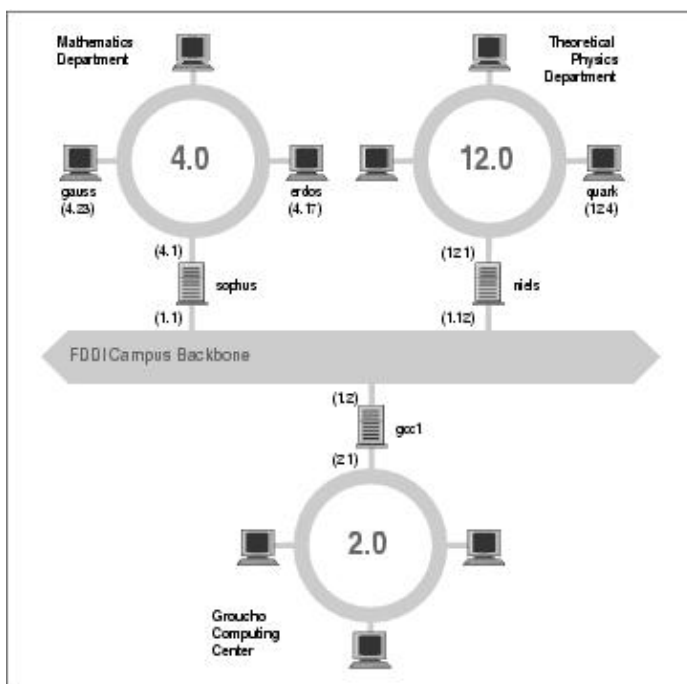 Mathematics
Department
Theoretical
Physics
Department
4.0
12.0
gauss
(4.23)
erdos
(4.17)
quark
(12.4)
(4.1)
sophus
(1.1)
(12.1)
niels
(1.12)
FDDI Campus Backbone
(1.2)
gcc1
(2.1)
2.0
Groucho
Computing
Center